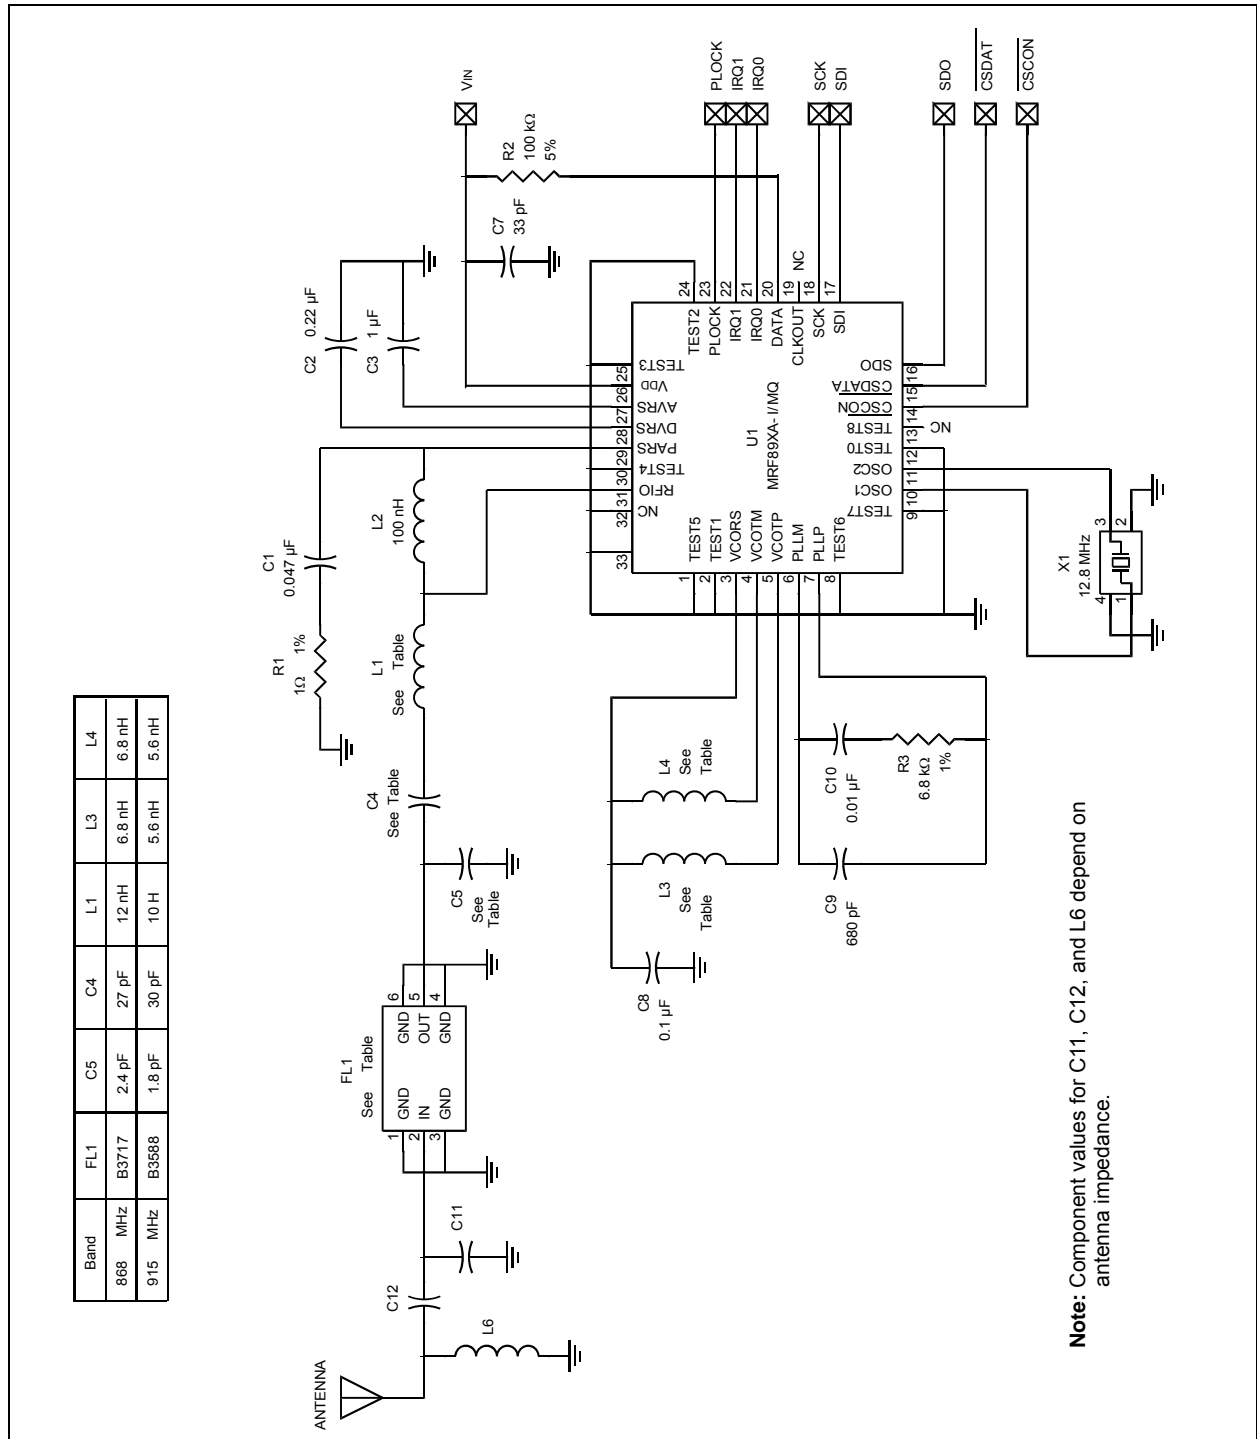 Band FL1 C5 C4 L1 L3 L4
868 MHz B3717 2.4 pF 27 pF 12 nH 6.8 nH 6.8 nH
915 MHz B3588 1.8 pF 30 pF 10 H 5.6 nH 5.6 nH
ANTENNA
L6
C12
C11
FL1
See Table
1 GND
2 IN
3 GND
GND 6
OUT 5
GND 4
C5
See
Table
C4
See Table
L1
See Table
L2
100 nH
R1
1Ω 1%
C1
0.047 µF
C2 0.22 µF
C3 1 µF
C7
33 pF
R2
100 kΩ
5%
VIN
PLOCK
IRQ1
IRQ0
SCK
SDI
SDO
CSDAT
CSCON
U1
MRF89XA- I/MQ
1 TEST5
2 TEST1
3 VCORS
4 VCOTM
5 VCOTP
6 PLLM
7 PLLP
8 TEST6
9 TEST7
10 OSC1
11 OSC2
12 TEST0
13 TEST8
NC
14 CSCON
15 CSDATA
16 SDO
17 SDI
18 SCK
19 CLKOUT
NC
20 DATA
21 IRQ0
22 IRQ1
23 PLOCK
24 TEST2
25 TEST3
26 VDD
27 AVRS
28 DVRS
29 PARS
30 TEST4
31 RFIO
32 NC
33
C8
0.1 µF
L3
See
Table
L4
See
Table
C9
680 pF
C10
0.01 µF
R3
6.8 kΩ
1%
X1
12.8 MHz
4 3
1 2
Note: Component values for C11, C12, and L6 depend on
antenna impedance.